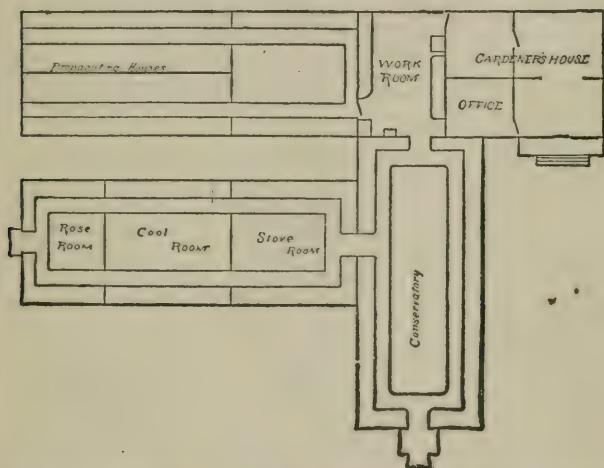 Propagating Houses
WORK
ROOM
GARDENER'S HOUSE
OFFICE
ROSE
ROOM
COOL
ROOM
STOVE
ROOM
Conservatory